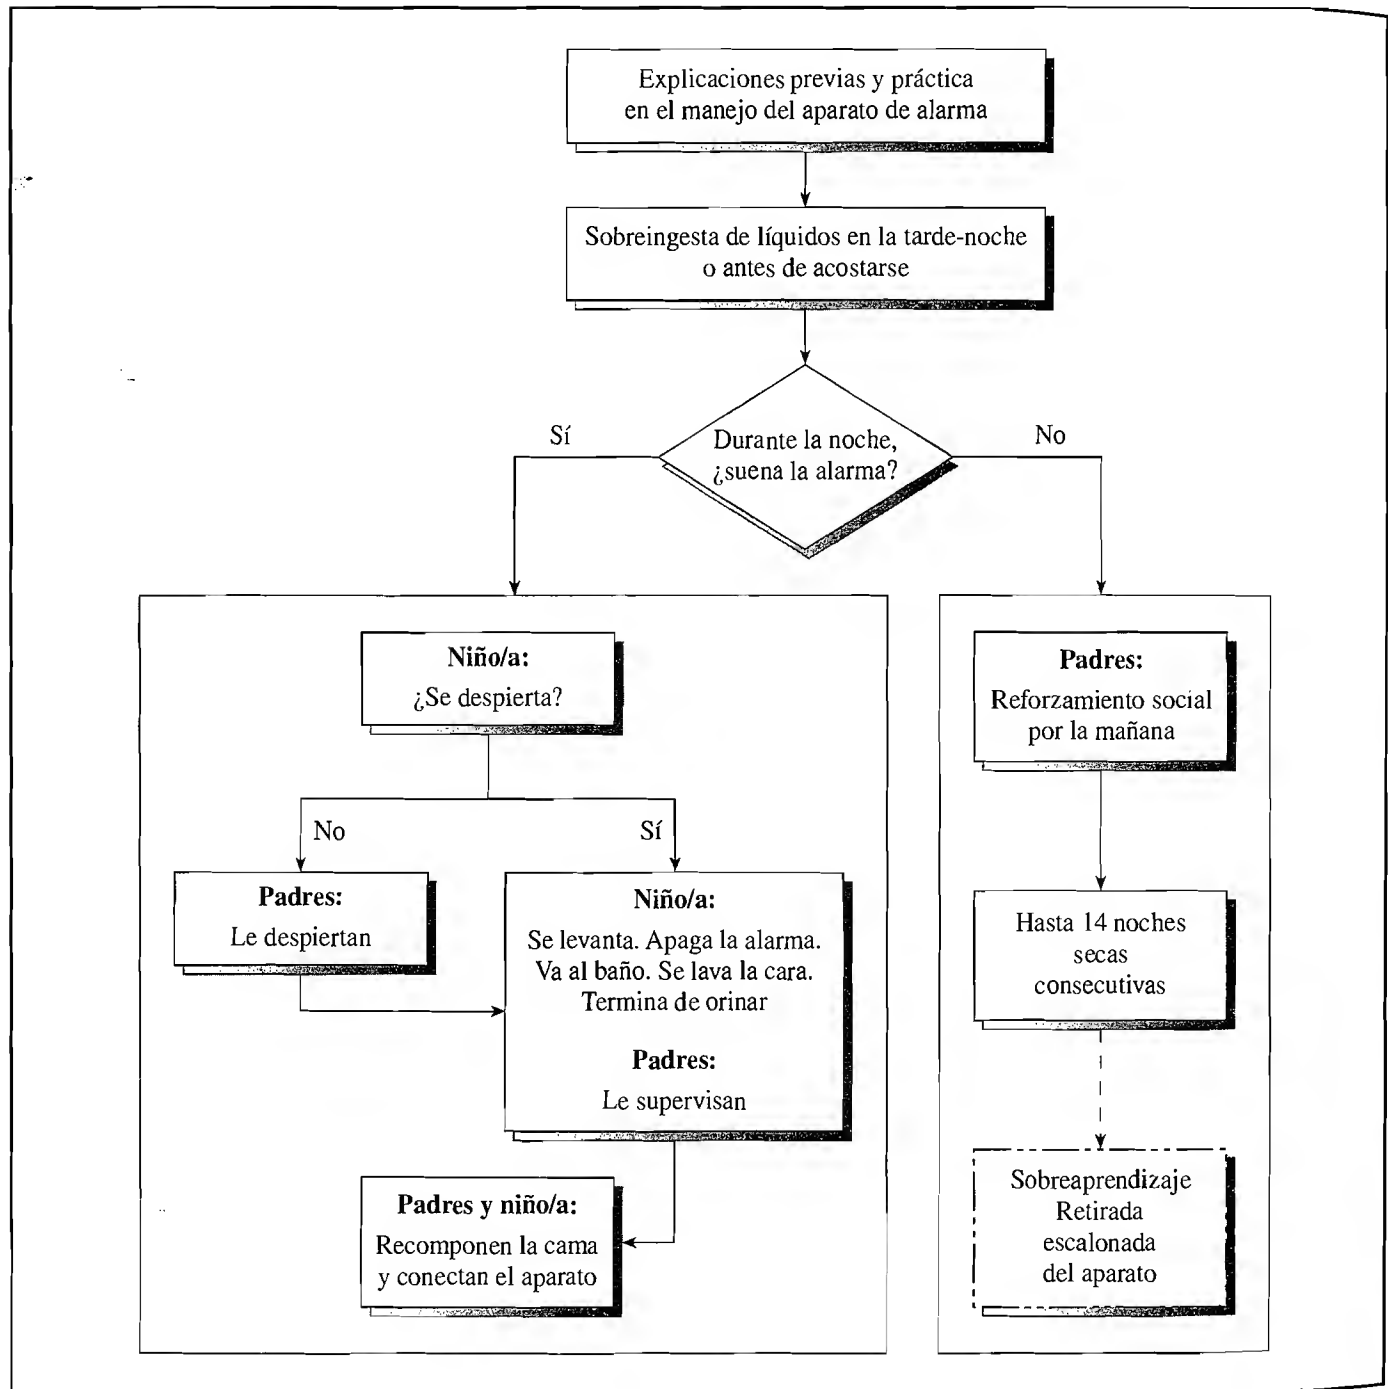 Explicaciones previas y práctica
en el manejo del aparato de alarma
Sobreingesta de líquidos en la tarde-noche
o antes de acostarse
Durante la noche,
¿suena la alarma?
Sí
No
Niño/a:
¿Se despierta?
No
Sí
Padres:
Le despiertan
Niño/a:
Se levanta. Apaga la alarma.
Va al baño. Se lava la cara.
Termina de orinar
Padres:
Le supervisan
Padres y niño/a:
Recomponen la cama
y conectan el aparato
Padres:
Reforzamiento social
por la mañana
Hasta 14 noches
secas
consecutivas
Sobreaprendizaje
Retirada
escalonada
del aparato